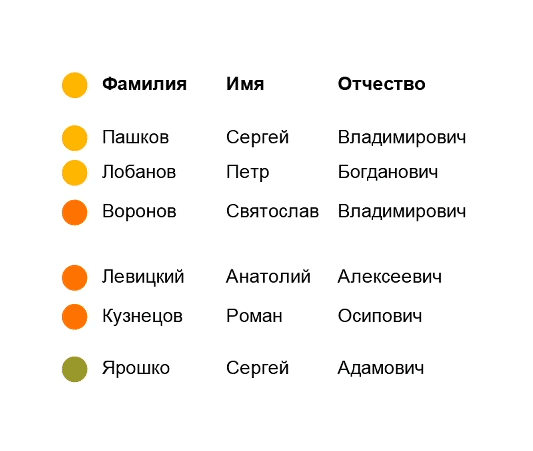 Фамилия Имя Отчество
Пашков Сергей Владимирович
Лобанов Петр Богданович
Воронов Святослав Владимирович
Левицкий Анатолий Алексеевич
Кузнецов Роман Осипович
Ярошко Сергей Адамович